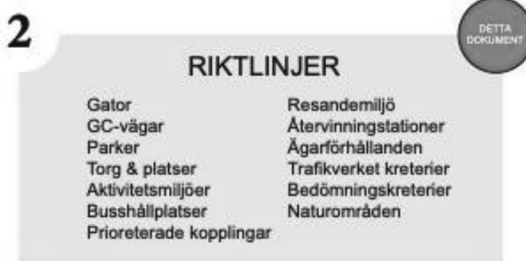 2
DETTA
DOKUMENT
RIKTLINJER
Gator
GC-vägar
Parker
Torg & platser
Aktivitetsmiljöer
Busshållplatser
Prioreterade kopplingar
Resandemiljö
Återvinningstationer
Ägarförhållanden
Trafikverket kreterier
Bedömningskreterier
Naturområden